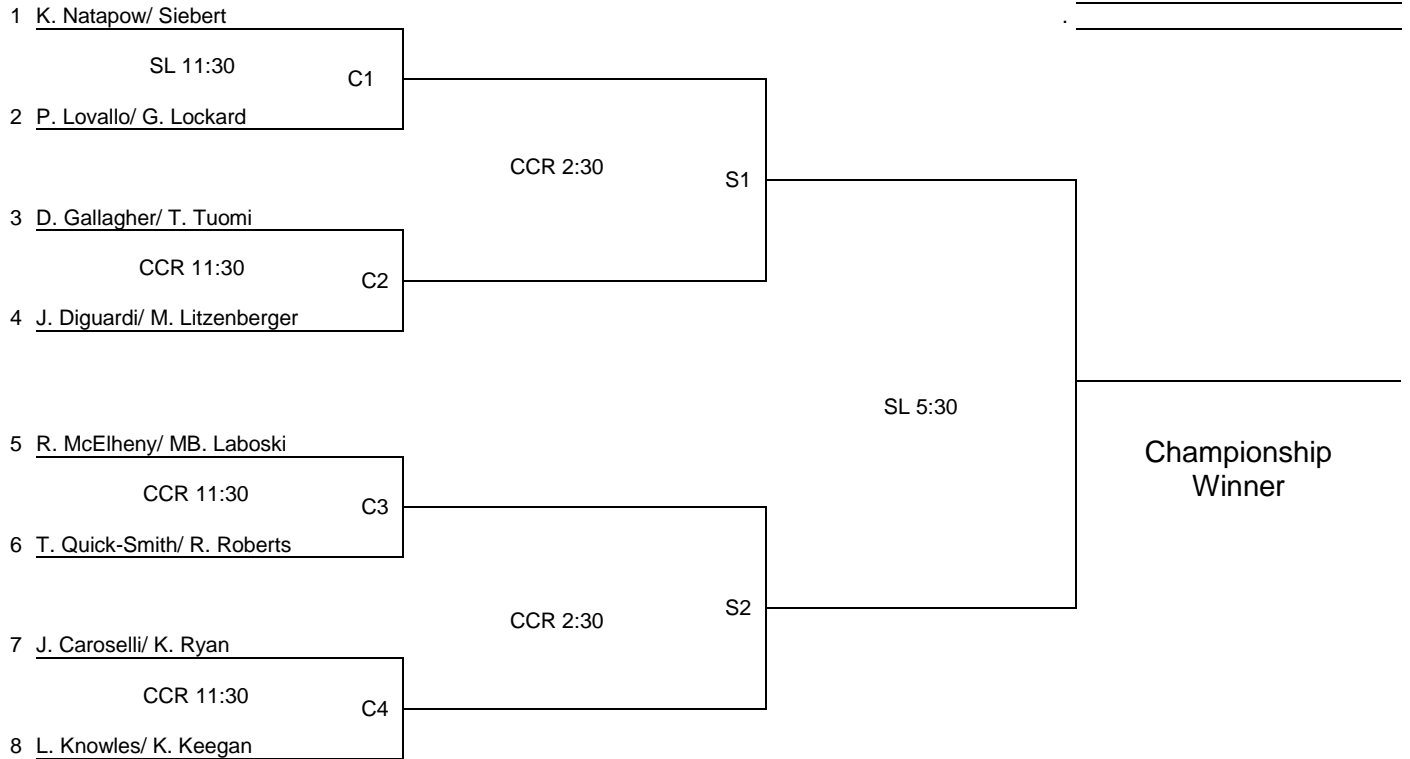 1 K. Natapow/ Siebert
.
SL 11:30
C1
2 P. Lovallo/ G. Lockard
CCR 2:30
S1
3 D. Gallagher/ T. Tuomi
CCR 11:30
C2
4 J. Diguardi/ M. Litzenberger
SL 5:30
5 R. McElheny/ MB. Laboski
Championship
Winner
CCR 11:30
C3
6 T. Quick-Smith/ R. Roberts
CCR 2:30
S2
7 J. Caroselli/ K. Ryan
CCR 11:30
C4
8 L. Knowles/ K. Keegan